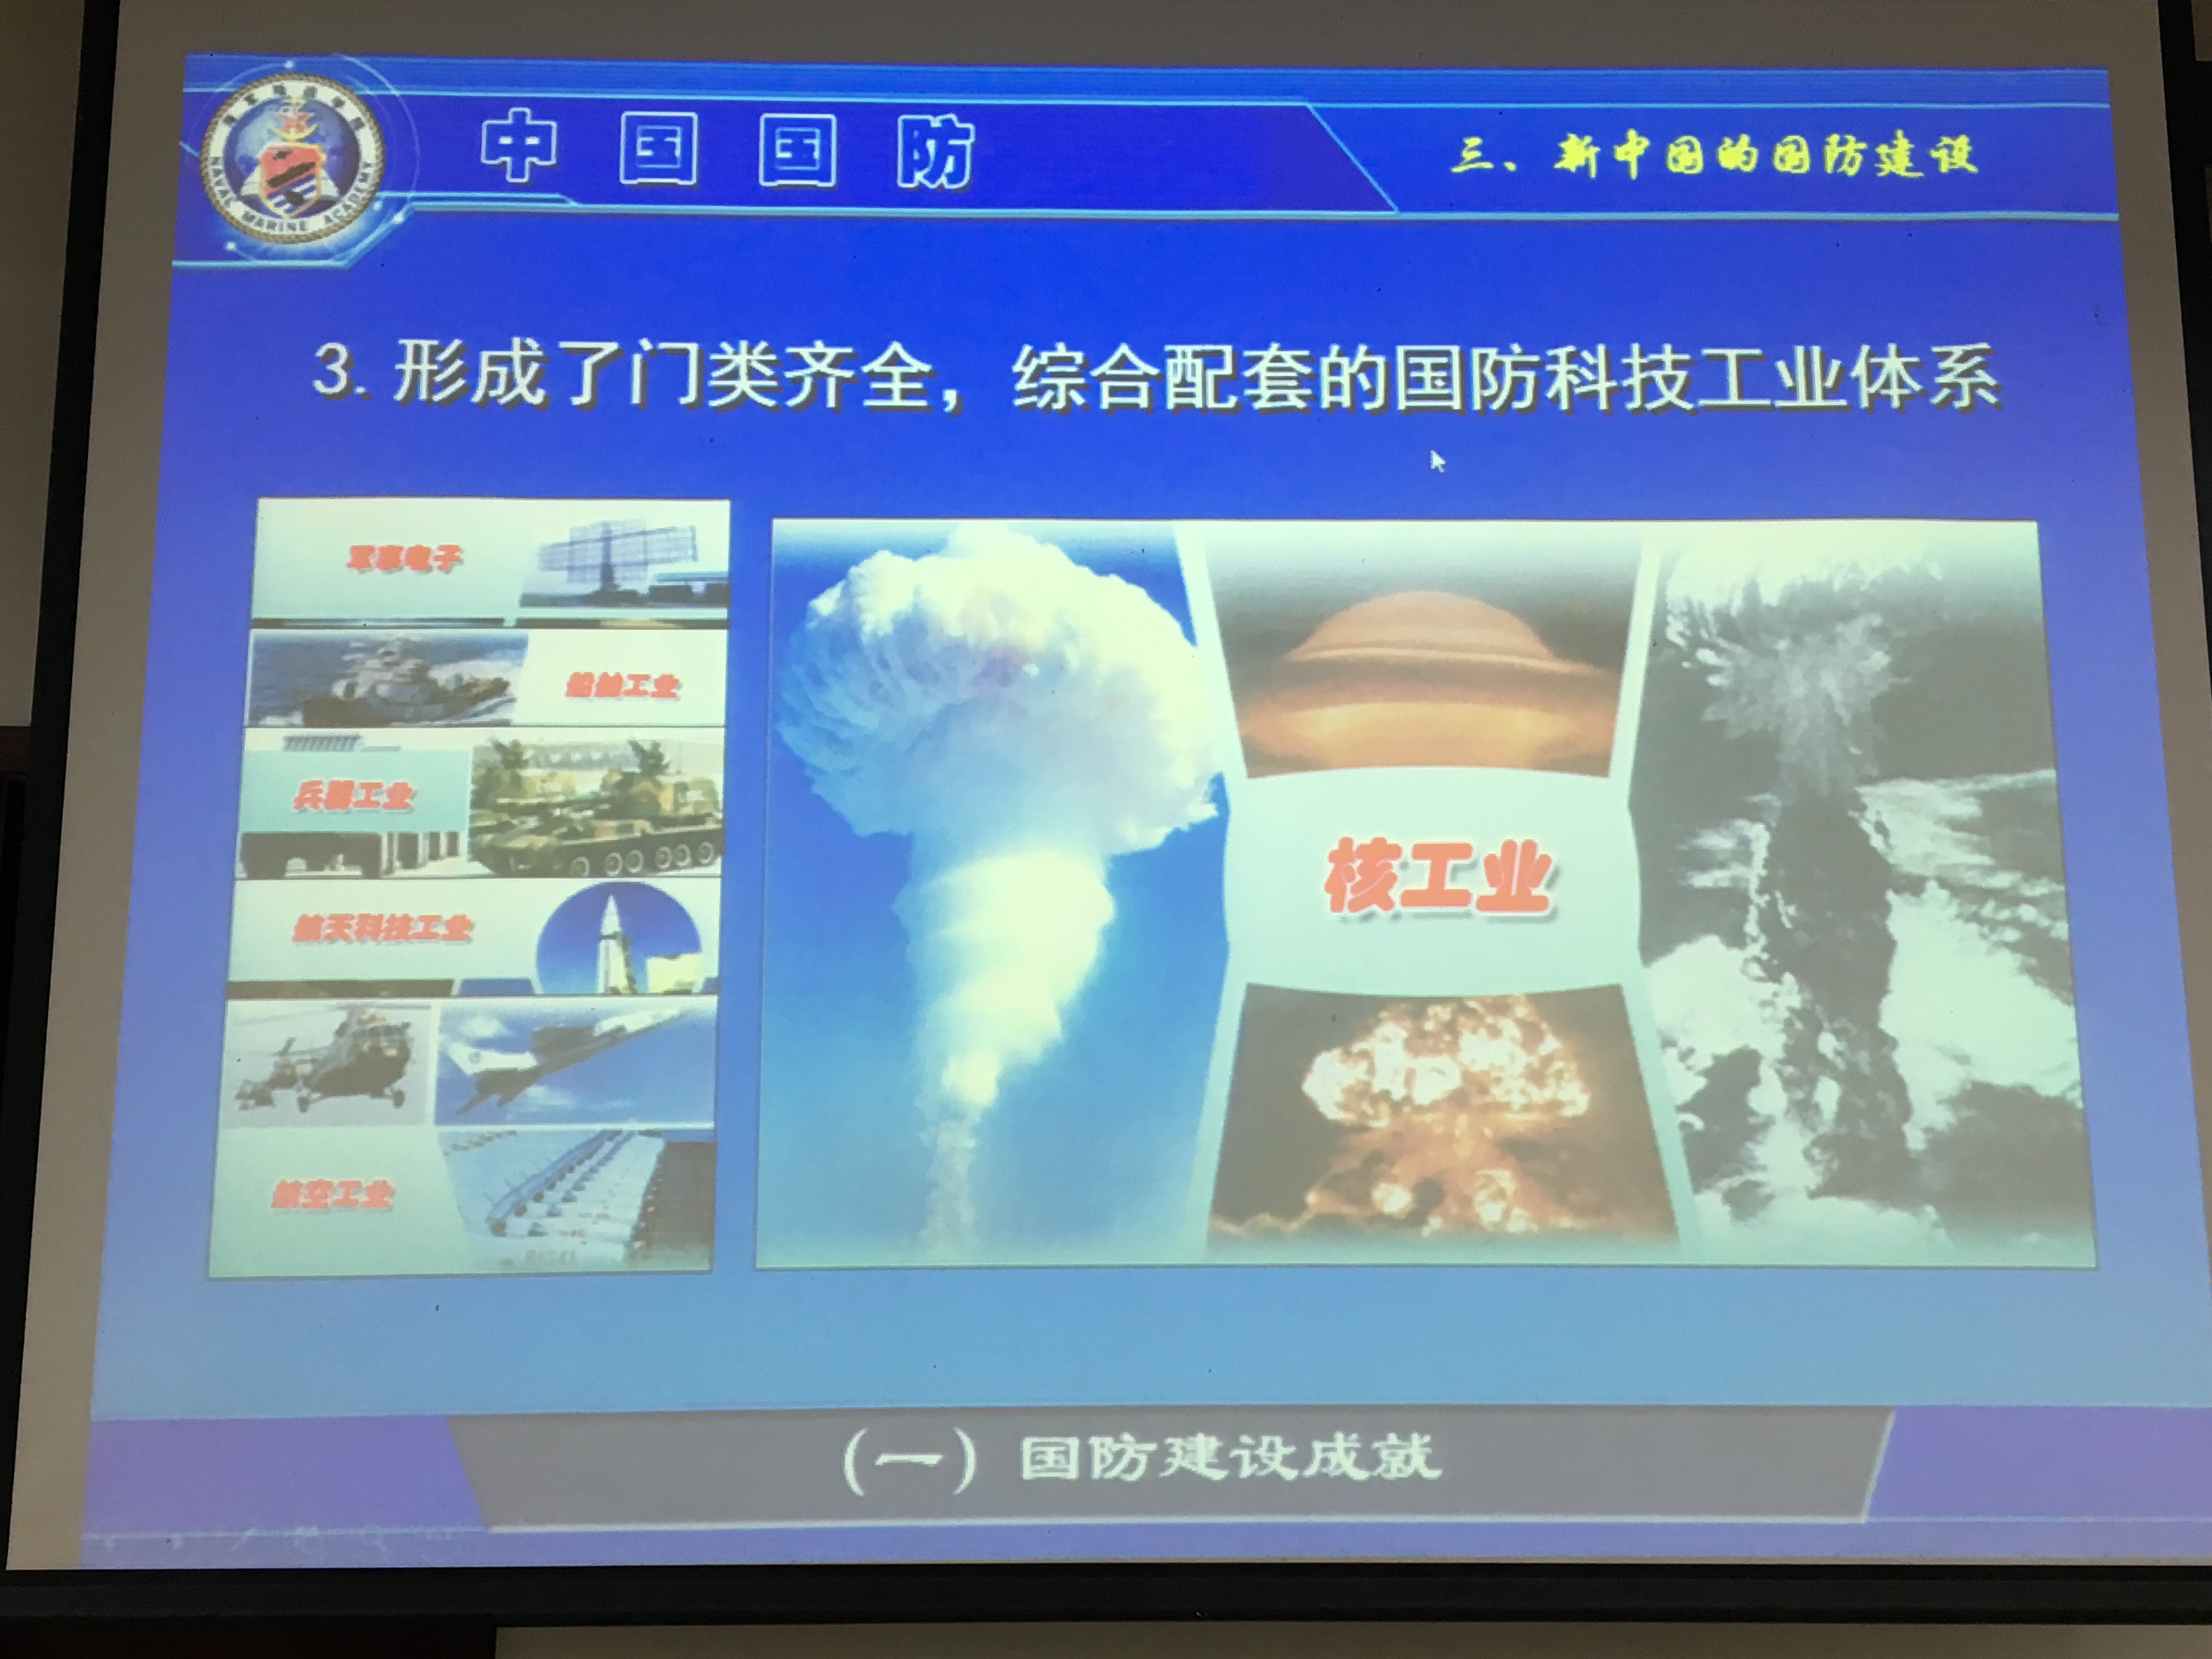 中国国防
三、新中国的国防建设
NAVAL MARINE ACADEMY
3. 形成了门类齐全，综合配套的国防科技工业体系
军事电子
船舶工业
兵器工业
航天科技工业
航空工业
核工业
(一) 国防建设成就